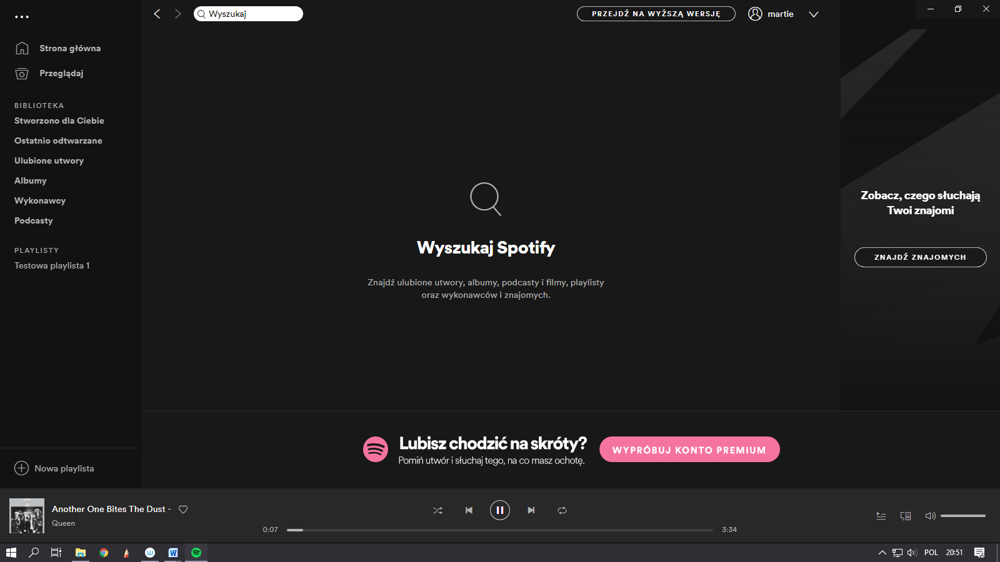 Wyszukaj
PRZEJDŹ NA WYŻSZĄ WERSJĘ
martie
Strona główna
Przeglądaj
BIBLIOTEKA
Stworzono dla Ciebie
Ostatnio odtwarzane
Ulubione utwory
Albumy
Wykonawcy
Podcasty
PLAYLISTY
Testowa playlista 1
Nowa playlista
Wyszukaj Spotify
Znajdź ulubione utwory, albumy, podcasty i filmy, playlisty
oraz wykonawców i znajomych.
Zobacz, czego słuchają
Twoi znajomi
ZNAJDŹ ZNAJOMYCH
Lubisz chodzić na skróty?
Pomiń utwór i słuchaj tego, na co masz ochotę.
WYPRÓBUJ KONTO PREMIUM
Another One Bites The Dust -
Queen
0:07
3:34
POL
20:51